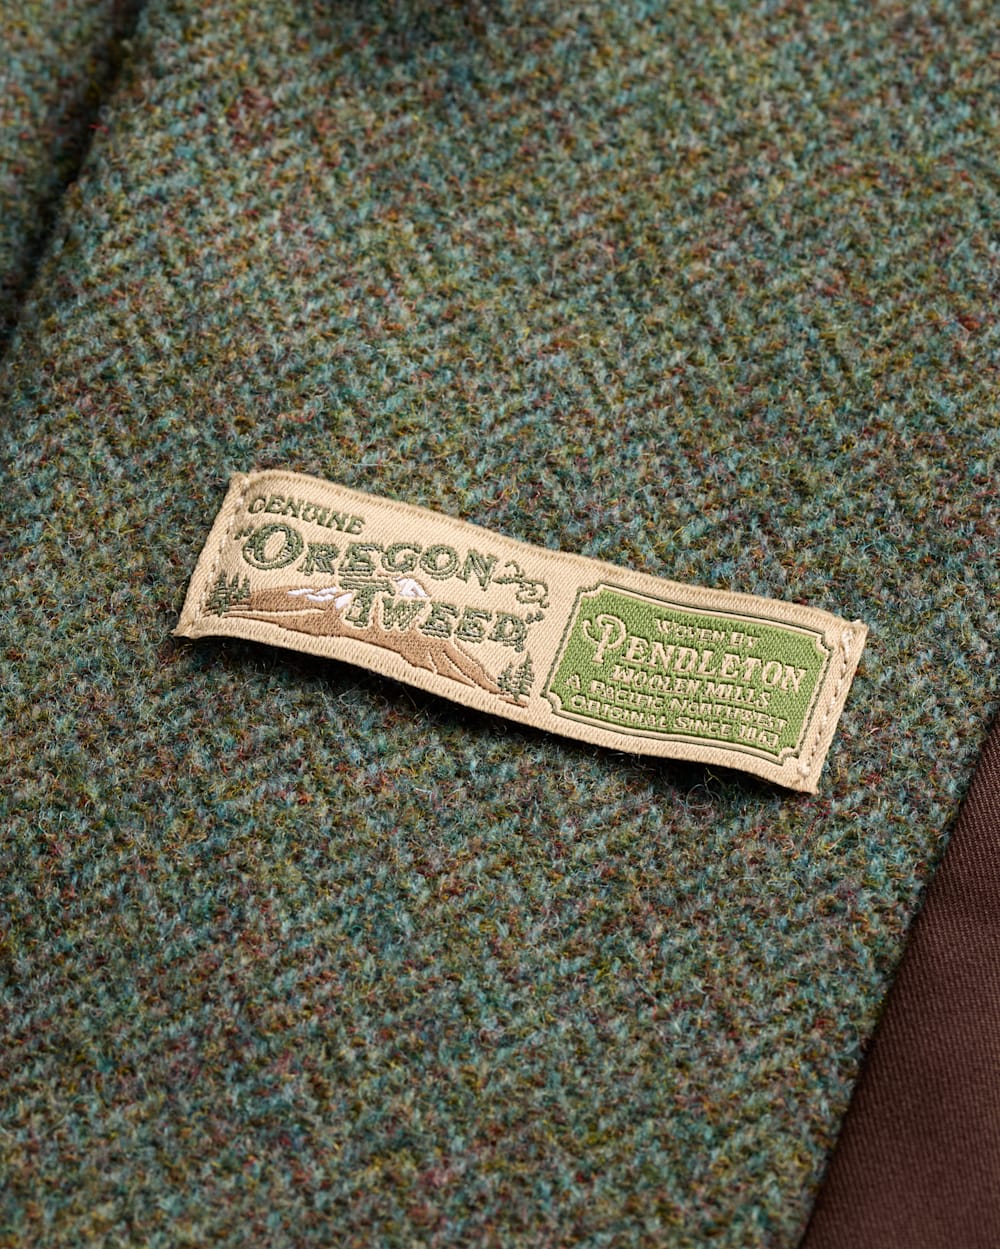 GENUINE
OREGON
TWEED
WOVEN BY
PENDLETON
WOOLEN MILLS
A PACIFIC NORTHWEST
ORIGINAL SINCE